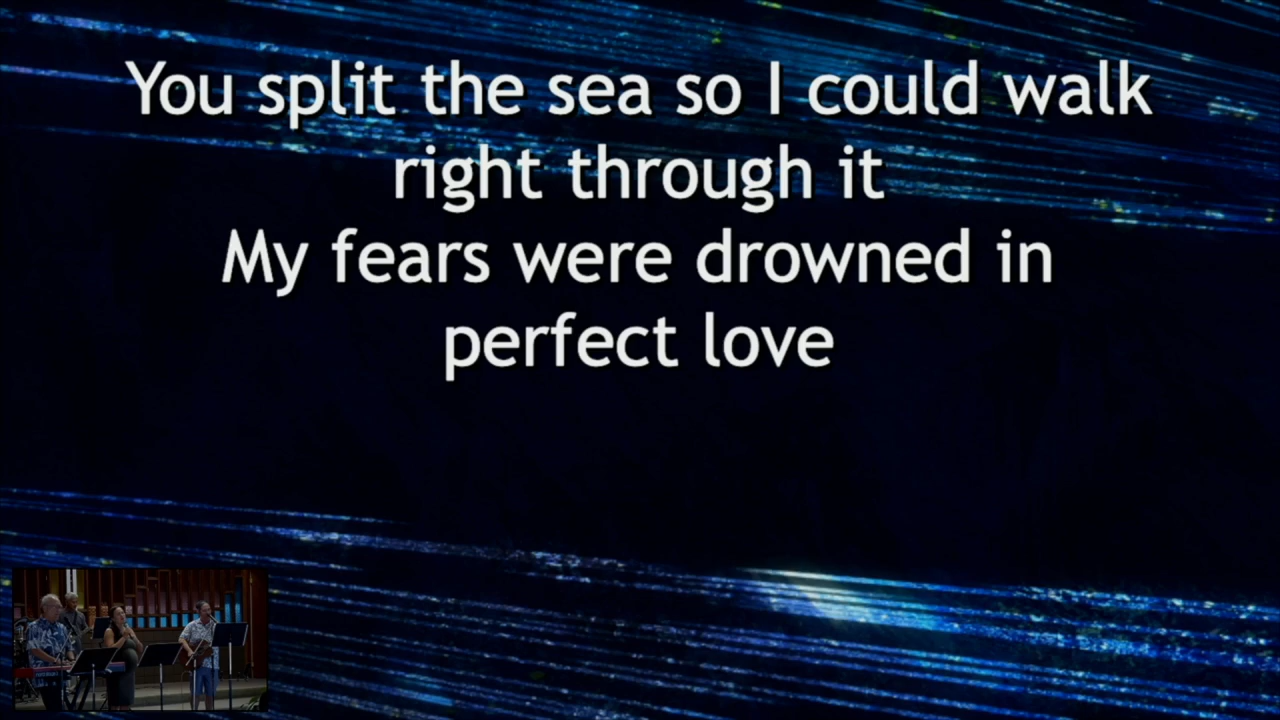 You split the sea so I could walk
right through it
My fears were drowned in
perfect love